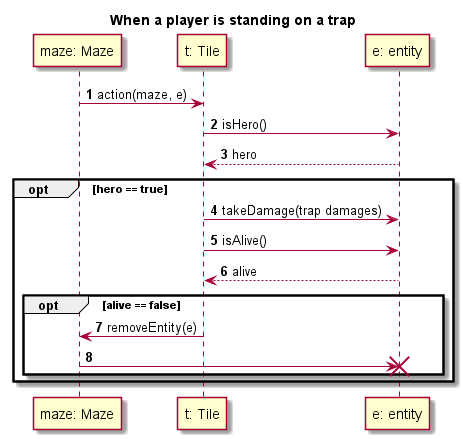 When a player is standing on a trap
maze: Maze t: Tile e: entity
1 action(maze, e)
2 isHero()
3 hero
opt [hero == true]
4 takeDamage(trap damages)
5 isAlive()
6 alive
opt [alive == false]
7 removeEntity(e)
8
maze: Maze t: Tile e: entity